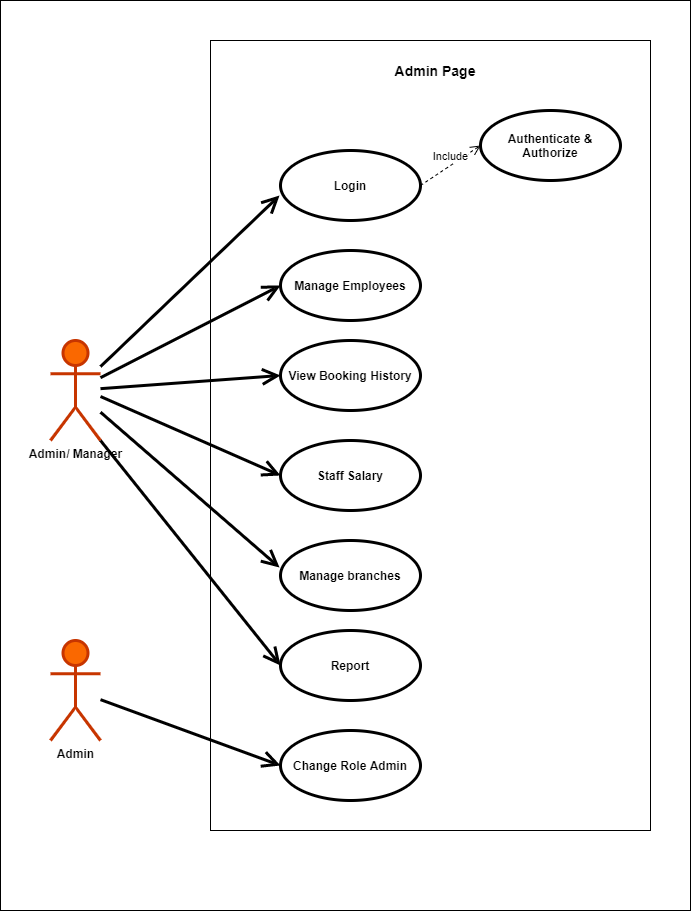 Admin Page
Authenticate &
Authorize
Include
Login
Manage Employees
View Booking History
Admin/ Manager
Staff Salary
Manage branches
Report
Admin
Change Role Admin